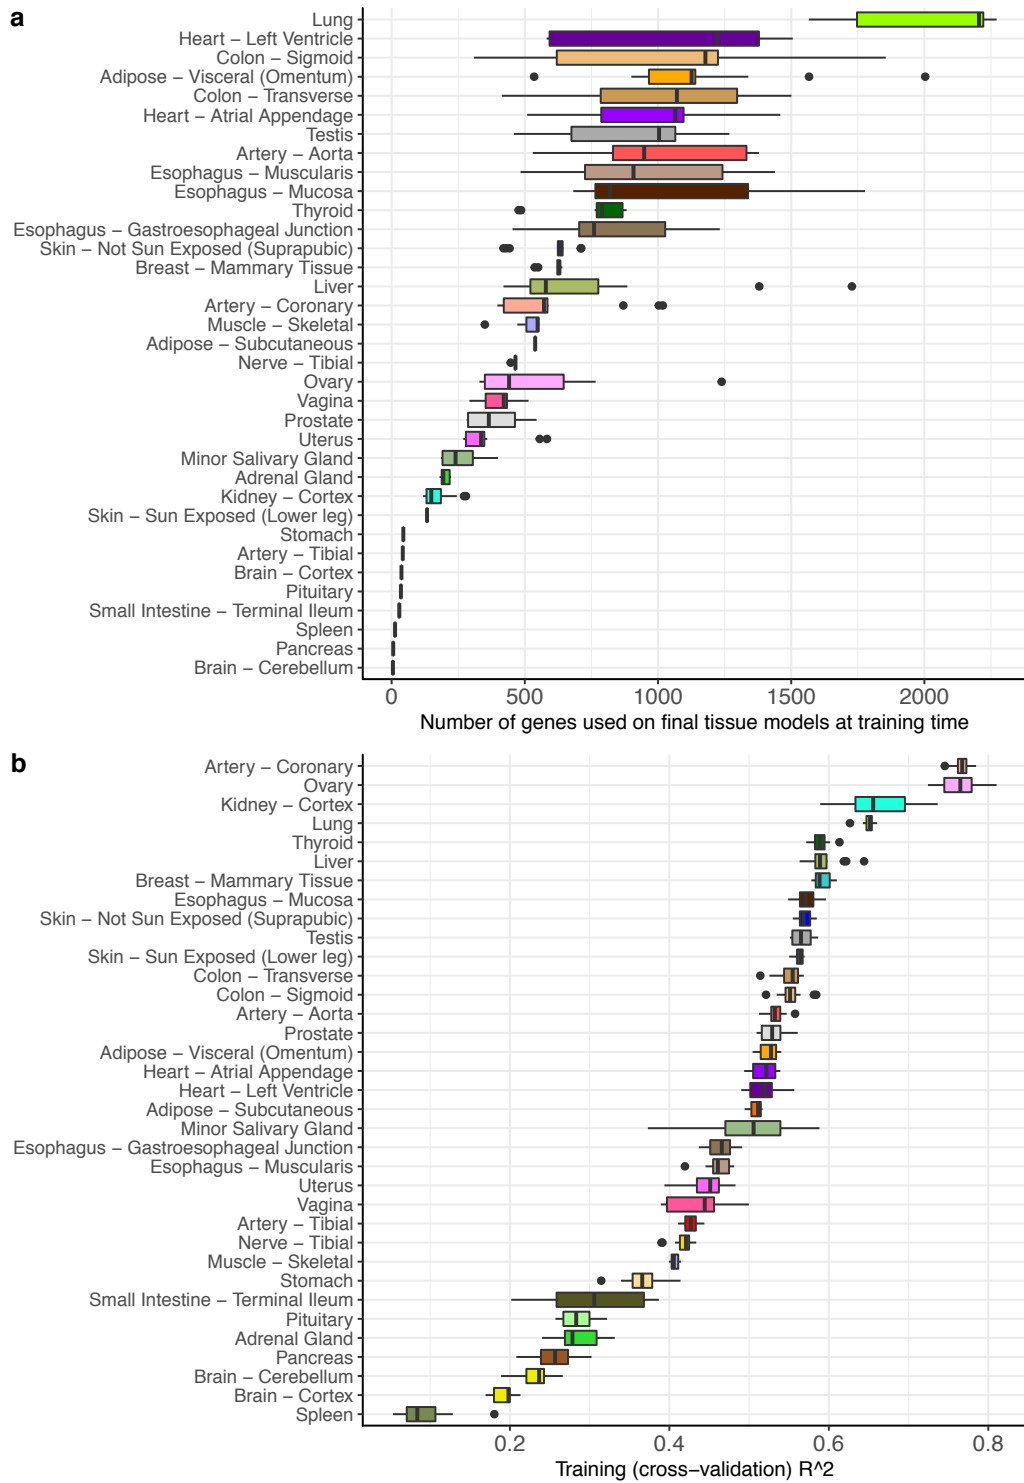 a
Lung
Heart − Left Ventricle
Colon − Sigmoid
Adipose − Visceral (Omentum)
Colon − Transverse
Heart − Atrial Appendage
Testis
Artery − Aorta
Esophagus − Muscularis
Esophagus − Mucosa
Thyroid
Esophagus − Gastroesophageal Junction
Skin − Not Sun Exposed (Suprapubic)
Breast − Mammary Tissue
Liver
Artery − Coronary
Muscle − Skeletal
Adipose − Subcutaneous
Nerve − Tibial
Ovary
Vagina
Prostate
Uterus
Minor Salivary Gland
Adrenal Gland
Kidney − Cortex
Skin − Sun Exposed (Lower leg)
Stomach
Artery − Tibial
Brain − Cortex
Pituitary
Small Intestine − Terminal Ileum
Spleen
Pancreas
Brain − Cerebellum
0 500 1000 1500 2000
Number of genes used on final tissue models at training time
b
Artery − Coronary
Ovary
Kidney − Cortex
Lung
Thyroid
Liver
Breast − Mammary Tissue
Esophagus − Mucosa
Skin − Not Sun Exposed (Suprapubic)
Testis
Skin − Sun Exposed (Lower leg)
Colon − Transverse
Colon − Sigmoid
Artery − Aorta
Prostate
Adipose − Visceral (Omentum)
Heart − Atrial Appendage
Heart − Left Ventricle
Adipose − Subcutaneous
Minor Salivary Gland
Esophagus − Gastroesophageal Junction
Esophagus − Muscularis
Uterus
Vagina
Artery − Tibial
Nerve − Tibial
Muscle − Skeletal
Stomach
Small Intestine − Terminal Ileum
Pituitary
Adrenal Gland
Pancreas
Brain − Cerebellum
Brain − Cortex
Spleen
0.2 0.4 0.6 0.8
Training (cross−validation) R^2